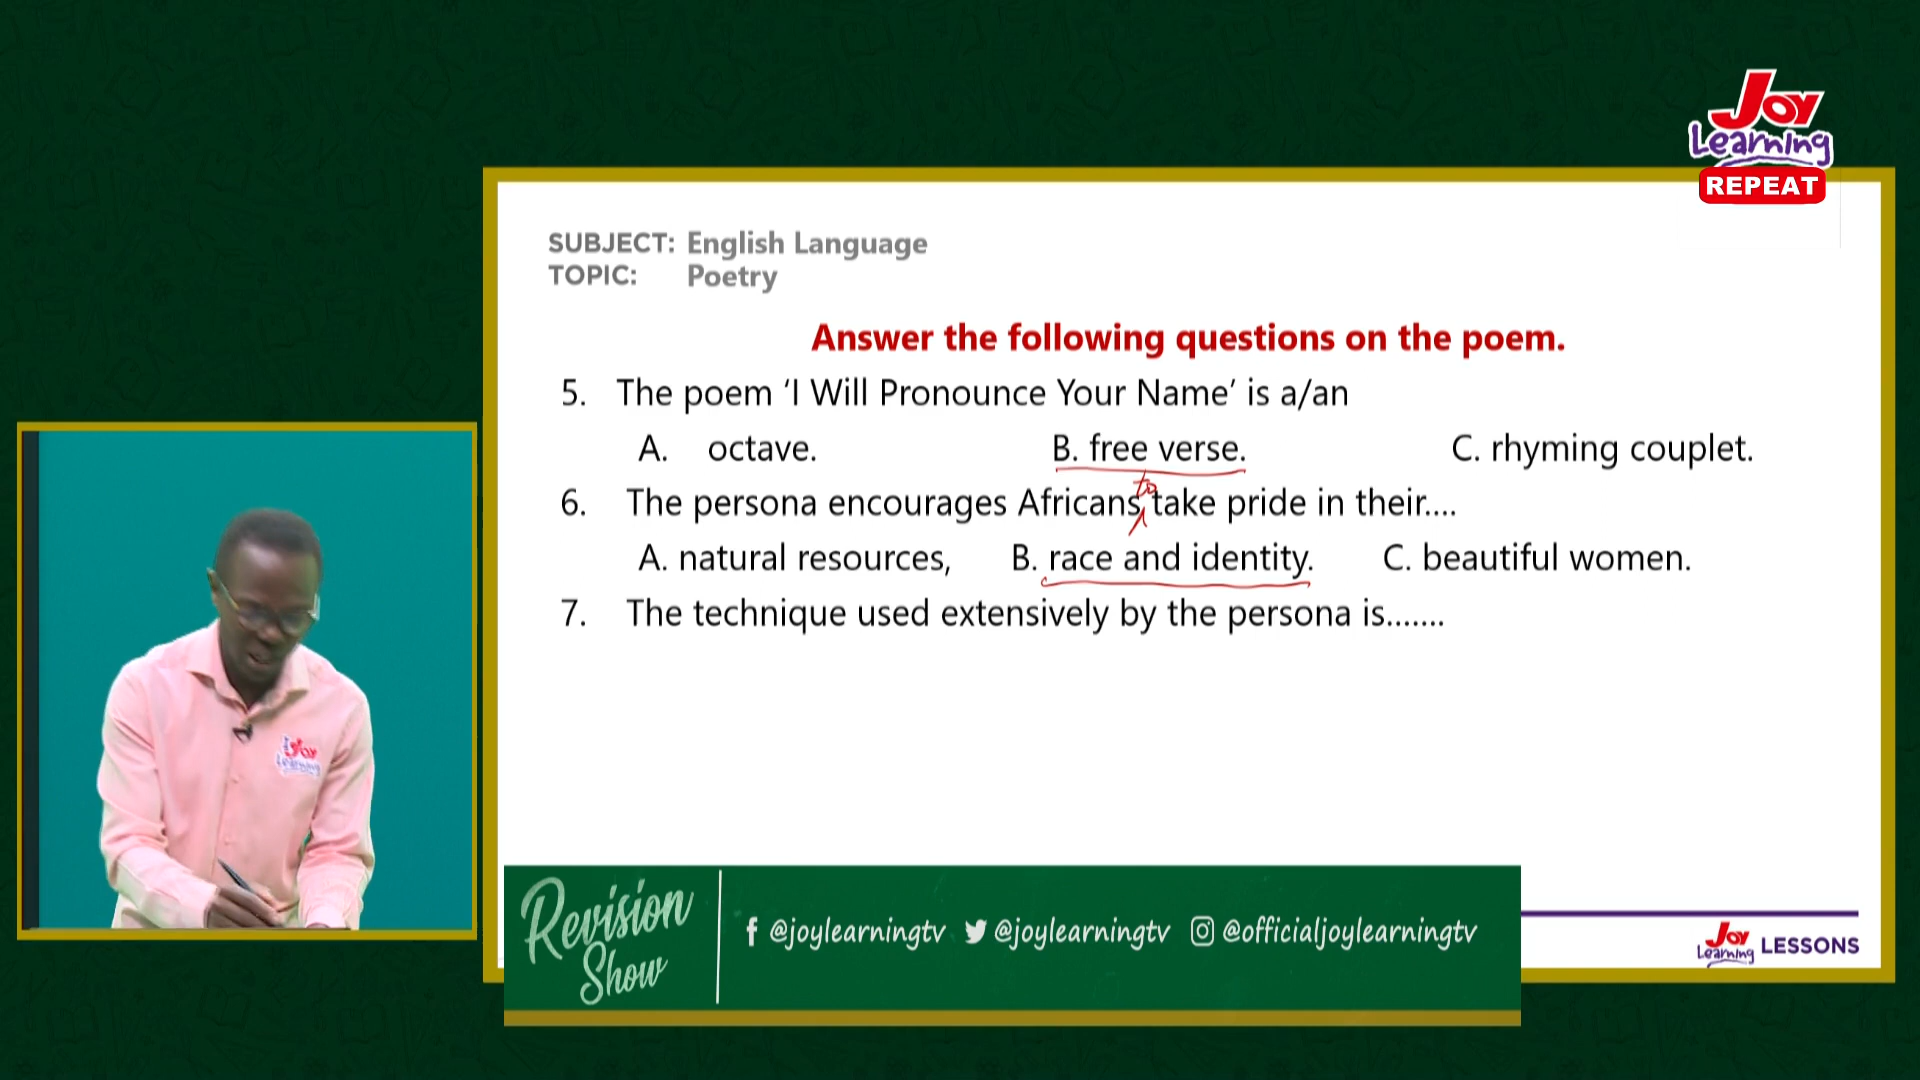 Joy
Learning
REPEAT
SUBJECT: English Language
TOPIC: Poetry
Answer the following questions on the poem.
5. The poem ‘I Will Pronounce Your Name’ is a/an
A. octave. B. free verse. C. rhyming couplet.
to
6. The persona encourages Africans take pride in their....
A. natural resources, B. race and identity. C. beautiful women.
7. The technique used extensively by the persona is.......
Joy
Learning
Revision
Show
@joylearningtv @joylearningtv @officialjoylearningtv
Joy
Learning LESSONS